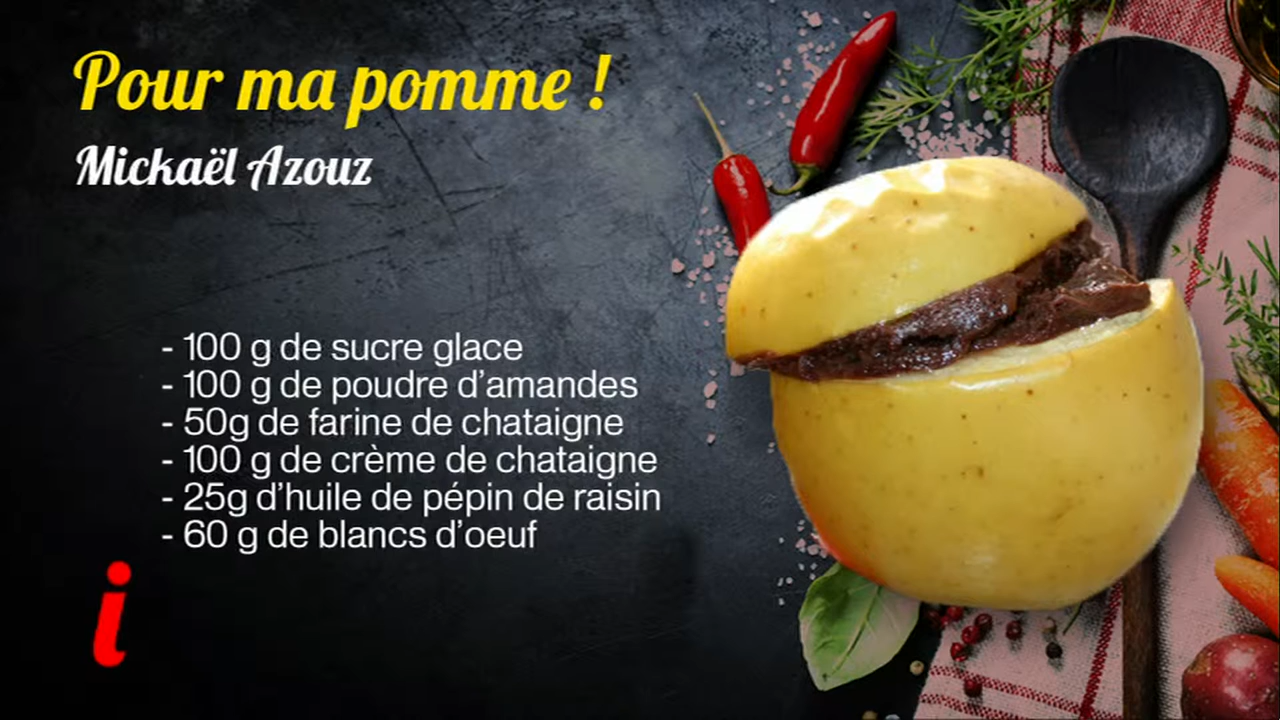 Pour ma pomme !
Mickaël Azouz
- 100 g de sucre glace
- 100 g de poudre d’amandes
- 50g de farine de chataigne
- 100 g de crème de chataigne
- 25g d’huile de pépin de raisin
- 60 g de blancs d’oeuf
i